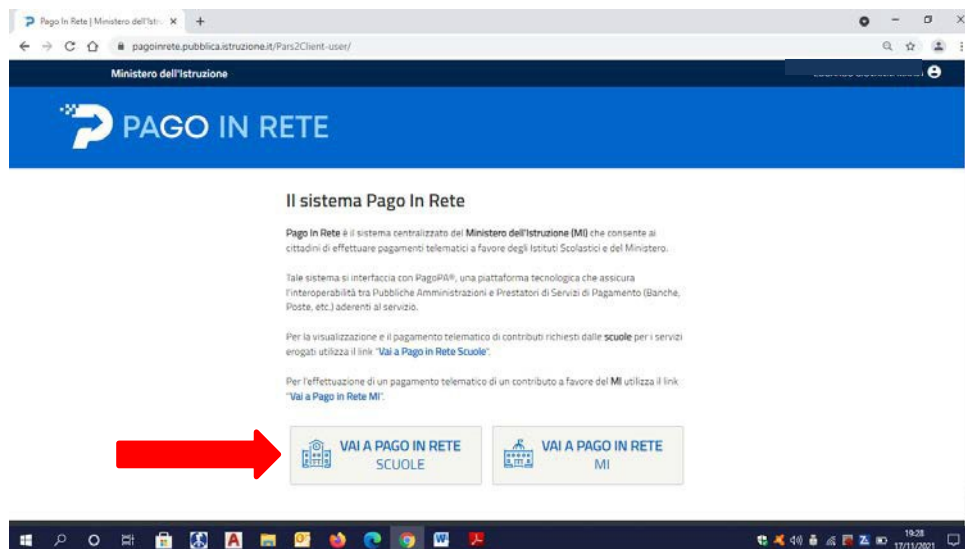 Pago In Rete | Ministero dell'Istru
pagoinrete.pubblica.istruzione.it/Pars2Client-user/
Ministero dell'Istruzione
PAGO IN RETE
Il sistema Pago In Rete
Pago In Rete è il sistema centralizzato del Ministero dell'Istruzione (MI) che consente ai
cittadini di effettuare pagamenti telematici a favore degli Istituti Scolastici e del Ministero.
Tale sistema si interfaccia con PagoPA®, una piattaforma tecnologica che assicura
l'interoperabilità tra Pubbliche Amministrazioni e Prestatori di Servizi di Pagamento (Banche,
Poste, etc.) aderenti al servizio.
Per la visualizzazione e il pagamento telematico di contributi richiesti dalle scuole per i servizi
erogati utilizza il link "Vai a Pago in Rete Scuole".
Per l'effettuazione di un pagamento telematico di un contributo a favore del MI utilizza il link
"Vai a Pago in Rete MI".
VAI A PAGO IN RETE
SCUOLE
VAI A PAGO IN RETE
MI
19:28
17/11/2021